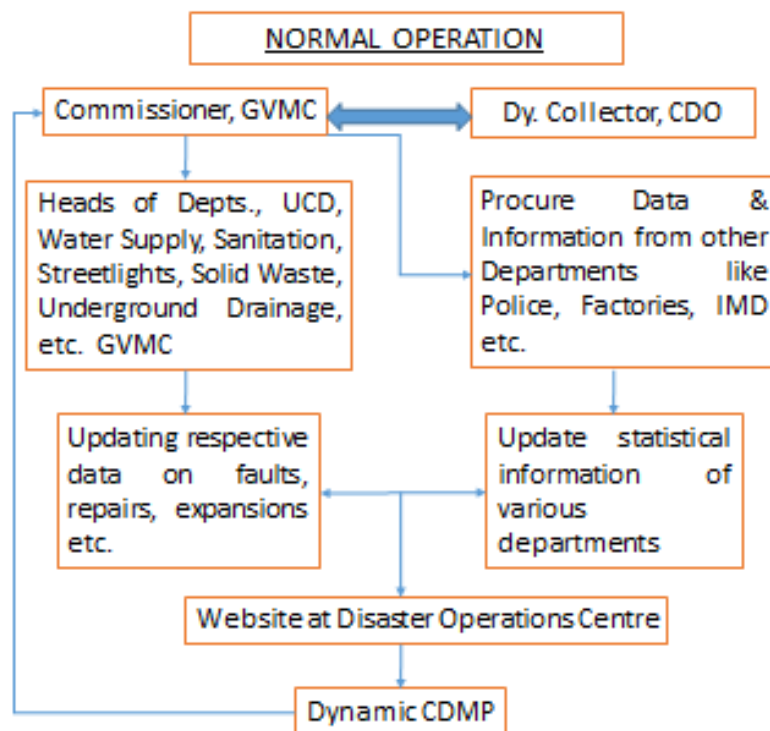 NORMAL OPERATION
Commissioner, GVMC
Dy. Collector, CDO
Heads of Depts., UCD,
Water Supply, Sanitation,
Streetlights, Solid Waste,
Underground Drainage,
etc. GVMC
Procure Data &
Information from other
Departments like
Police, Factories, IMD
etc.
Updating respective
data on faults,
repairs, expansions
etc.
Update statistical
information of
various
departments
Website at Disaster Operations Centre
Dynamic CDMP